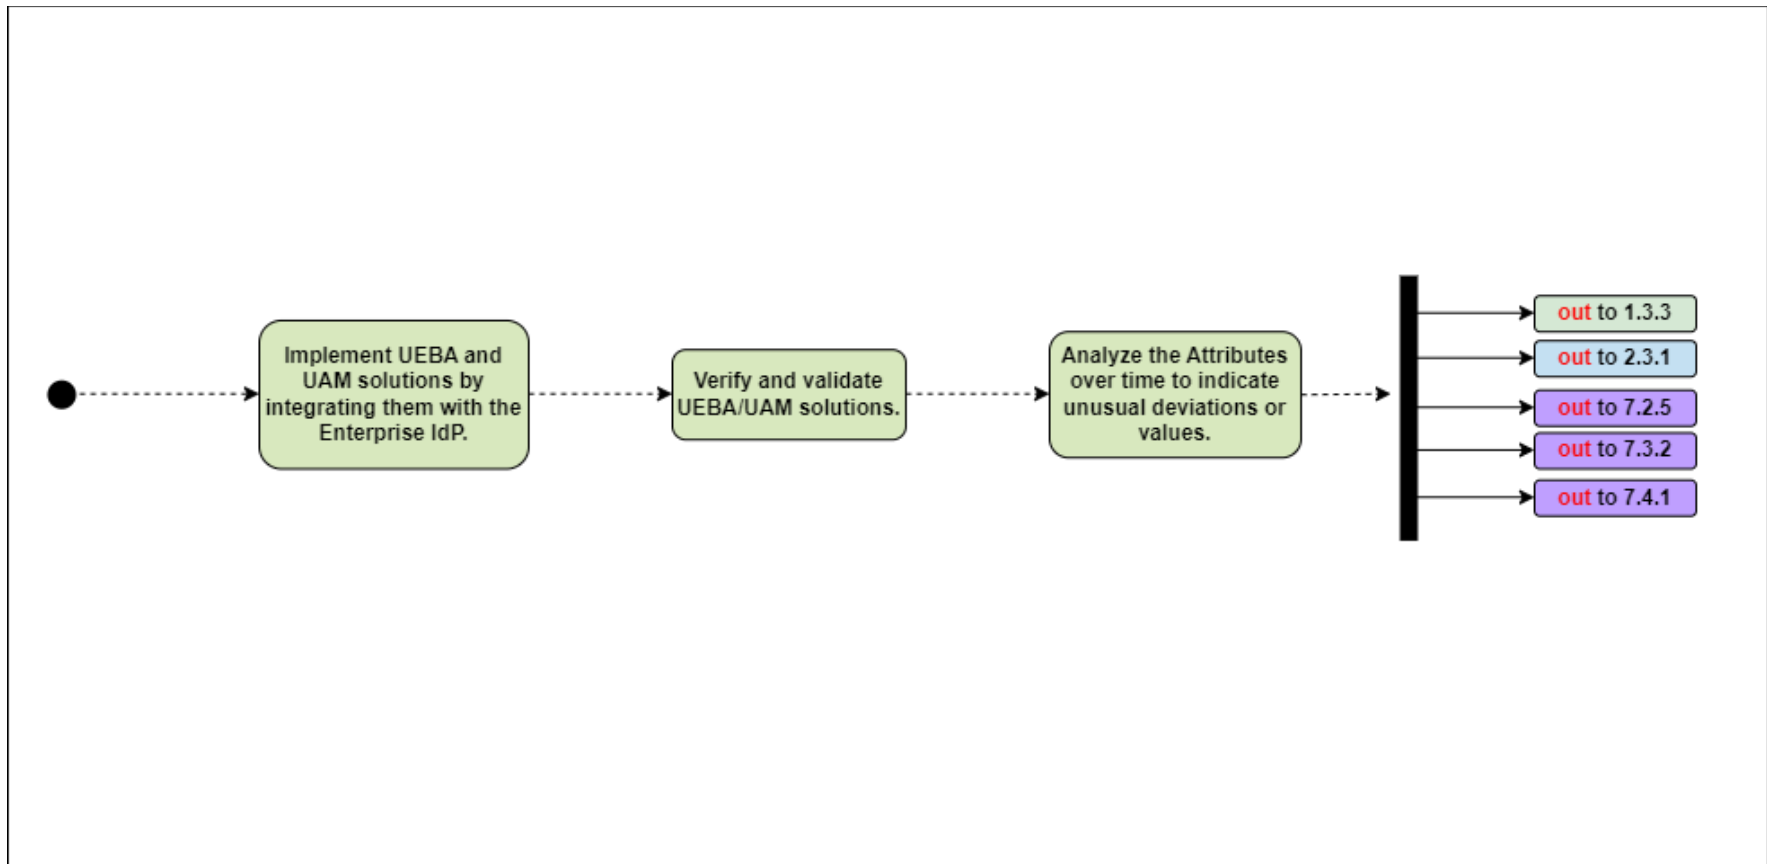 Implement UEBA and
UAM solutions by
integrating them with the
Enterprise IdP.
Verify and validate
UEBA/UAM solutions.
Analyze the Attributes
over time to indicate
unusual deviations or
values.
out to 1.3.3
out to 2.3.1
out to 7.2.5
out to 7.3.2
out to 7.4.1